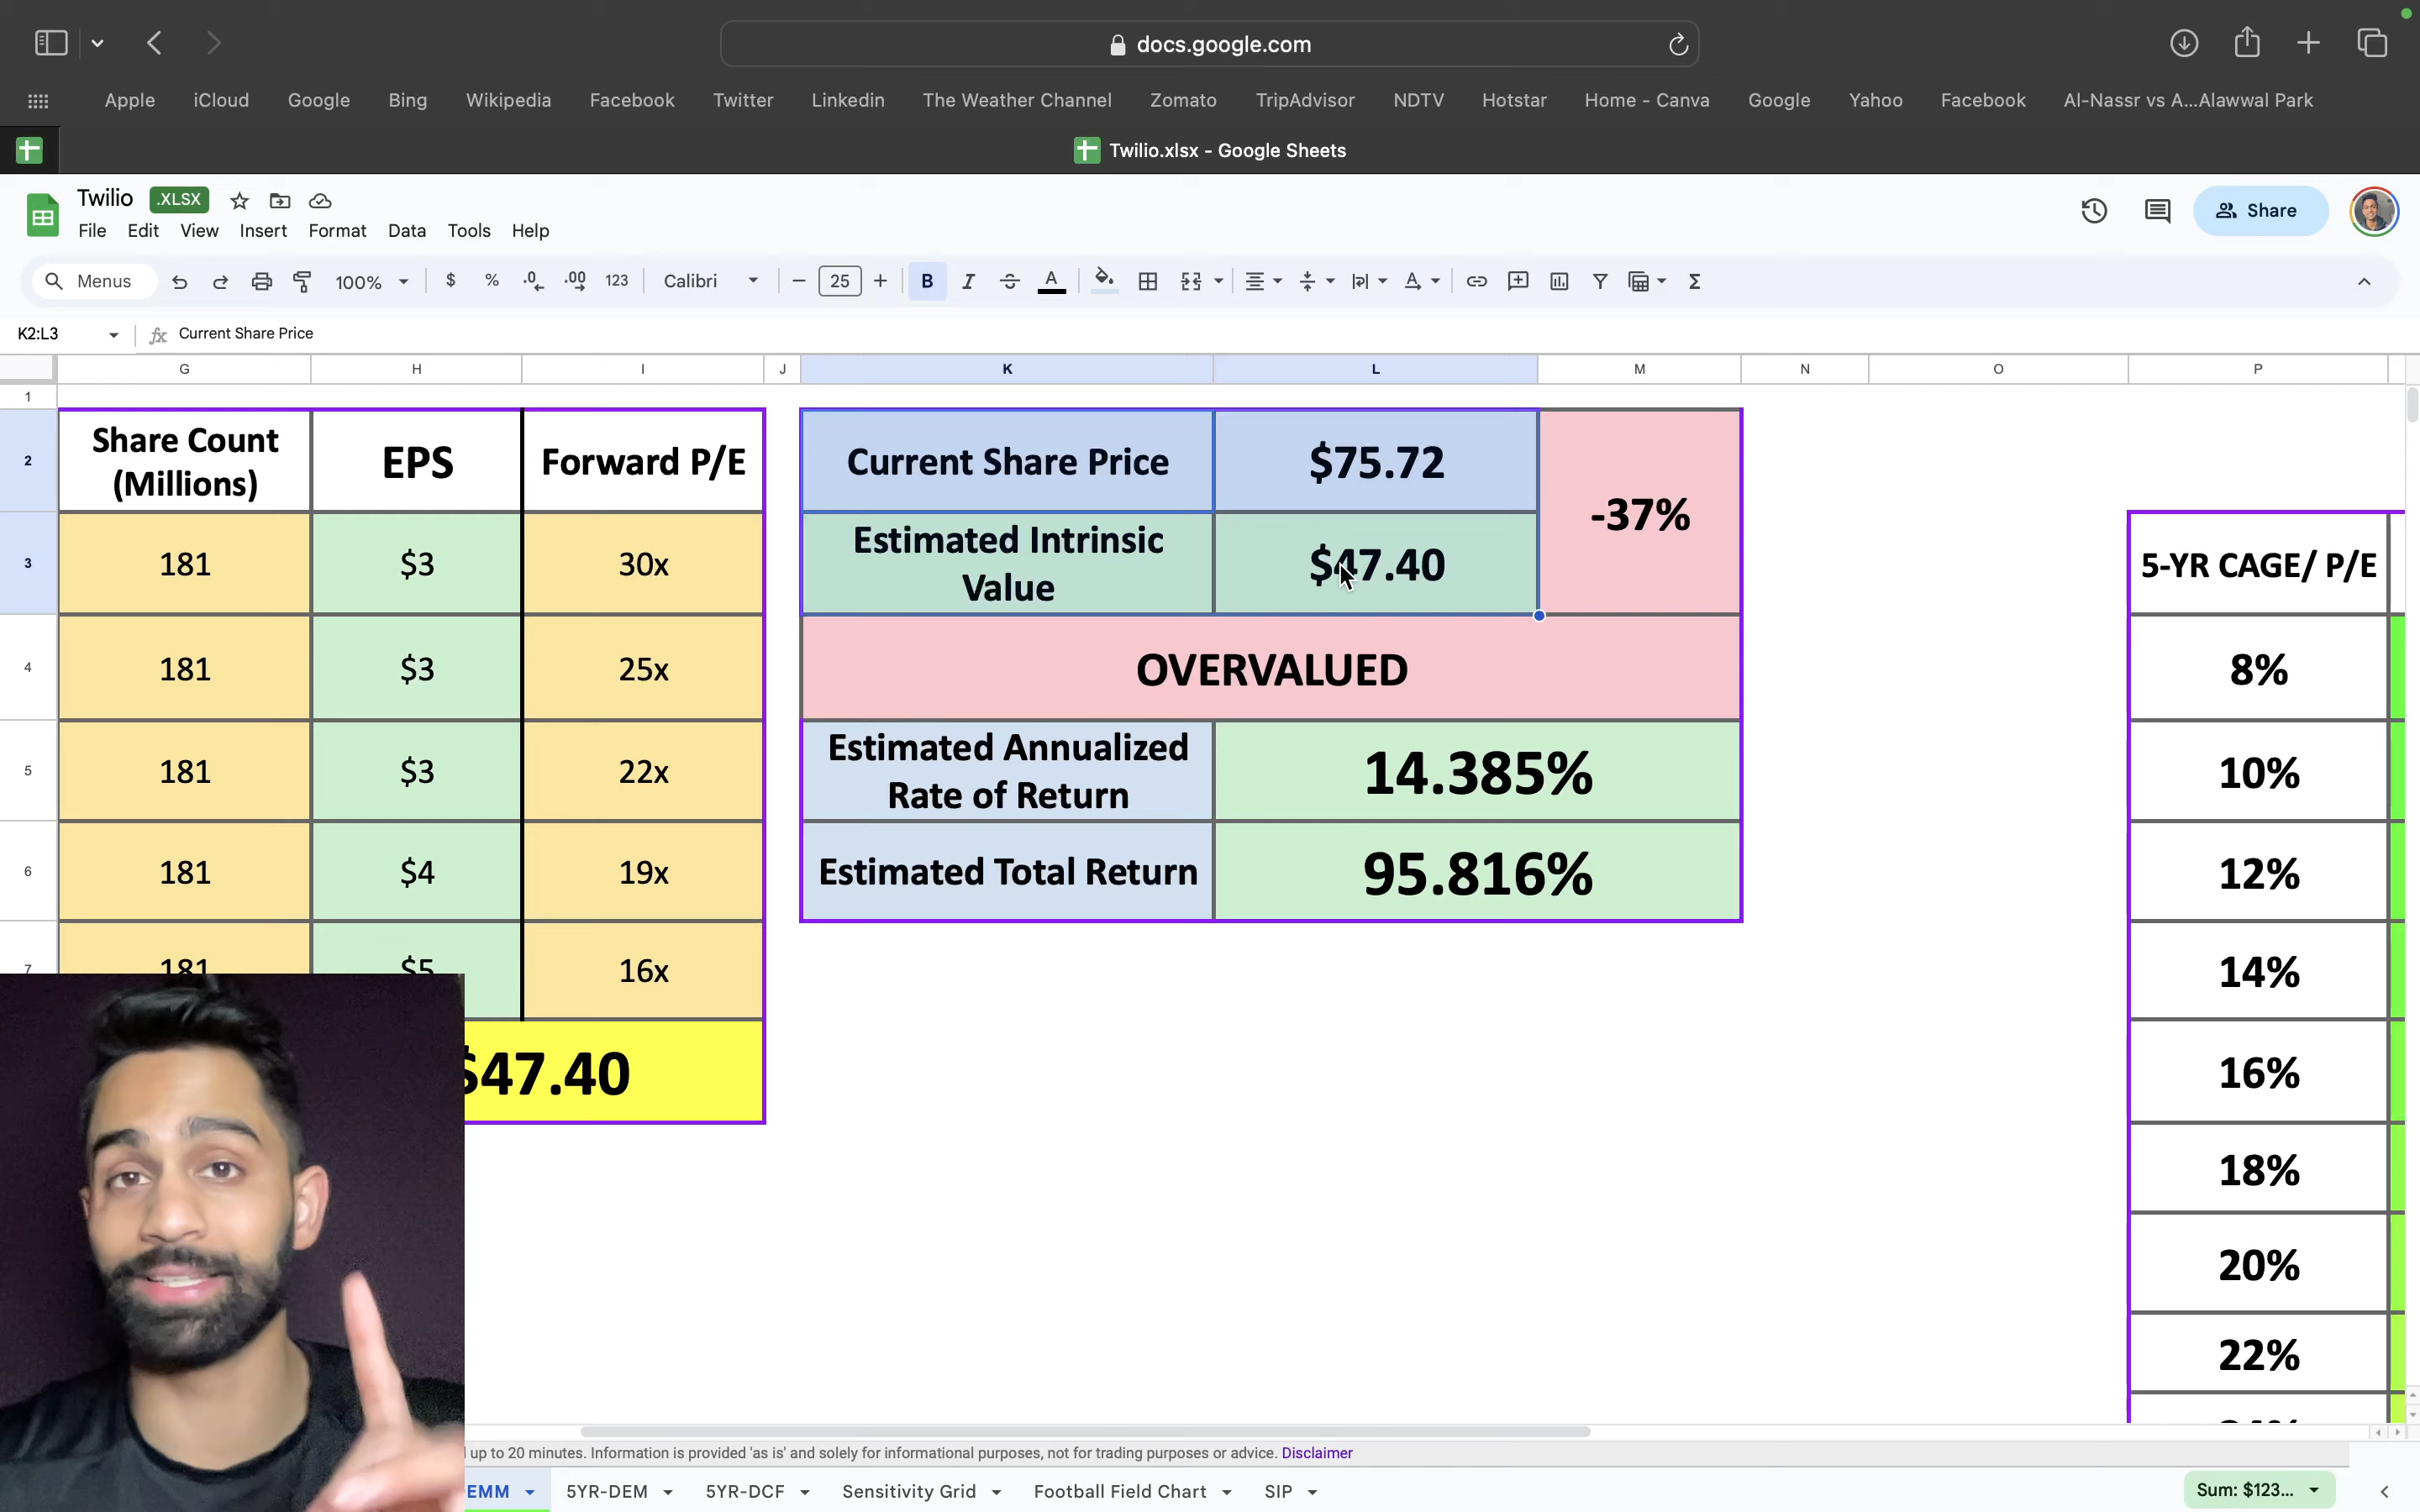 docs.google.com
Apple iCloud Google Bing Wikipedia Facebook Twitter Linkedin The Weather Channel Zomato TripAdvisor NDTV Hotstar Home - Canva Google Yahoo Facebook Al-Nassr vs A...Alawwal Park
Twilio.xlsx - Google Sheets
Twilio .XLSX
File Edit View Insert Format Data Tools Help
Share
Menus 100% $ % .0 .00 123 Calibri 25 B I A
K2:L3 fx Current Share Price
G H I J K L M N O P
1
2 Share Count EPS Forward P/E Current Share Price $75.72 -37%
(Millions)
3 181 $3 30x Estimated Intrinsic $47.40 5-YR CAGE/ P/E
Value
4 181 $3 25x OVERVALUED 8%
5 181 $3 22x Estimated Annualized 14.385% 10%
Rate of Return
6 181 $4 19x Estimated Total Return 95.816% 12%
7 181 $5 16x 14%
$47.40 16%
18%
20%
22%
up to 20 minutes. Information is provided 'as is' and solely for informational purposes, not for trading purposes or advice. Disclaimer
EMM 5YR-DEM 5YR-DCF Sensitivity Grid Football Field Chart SIP Sum: $123...